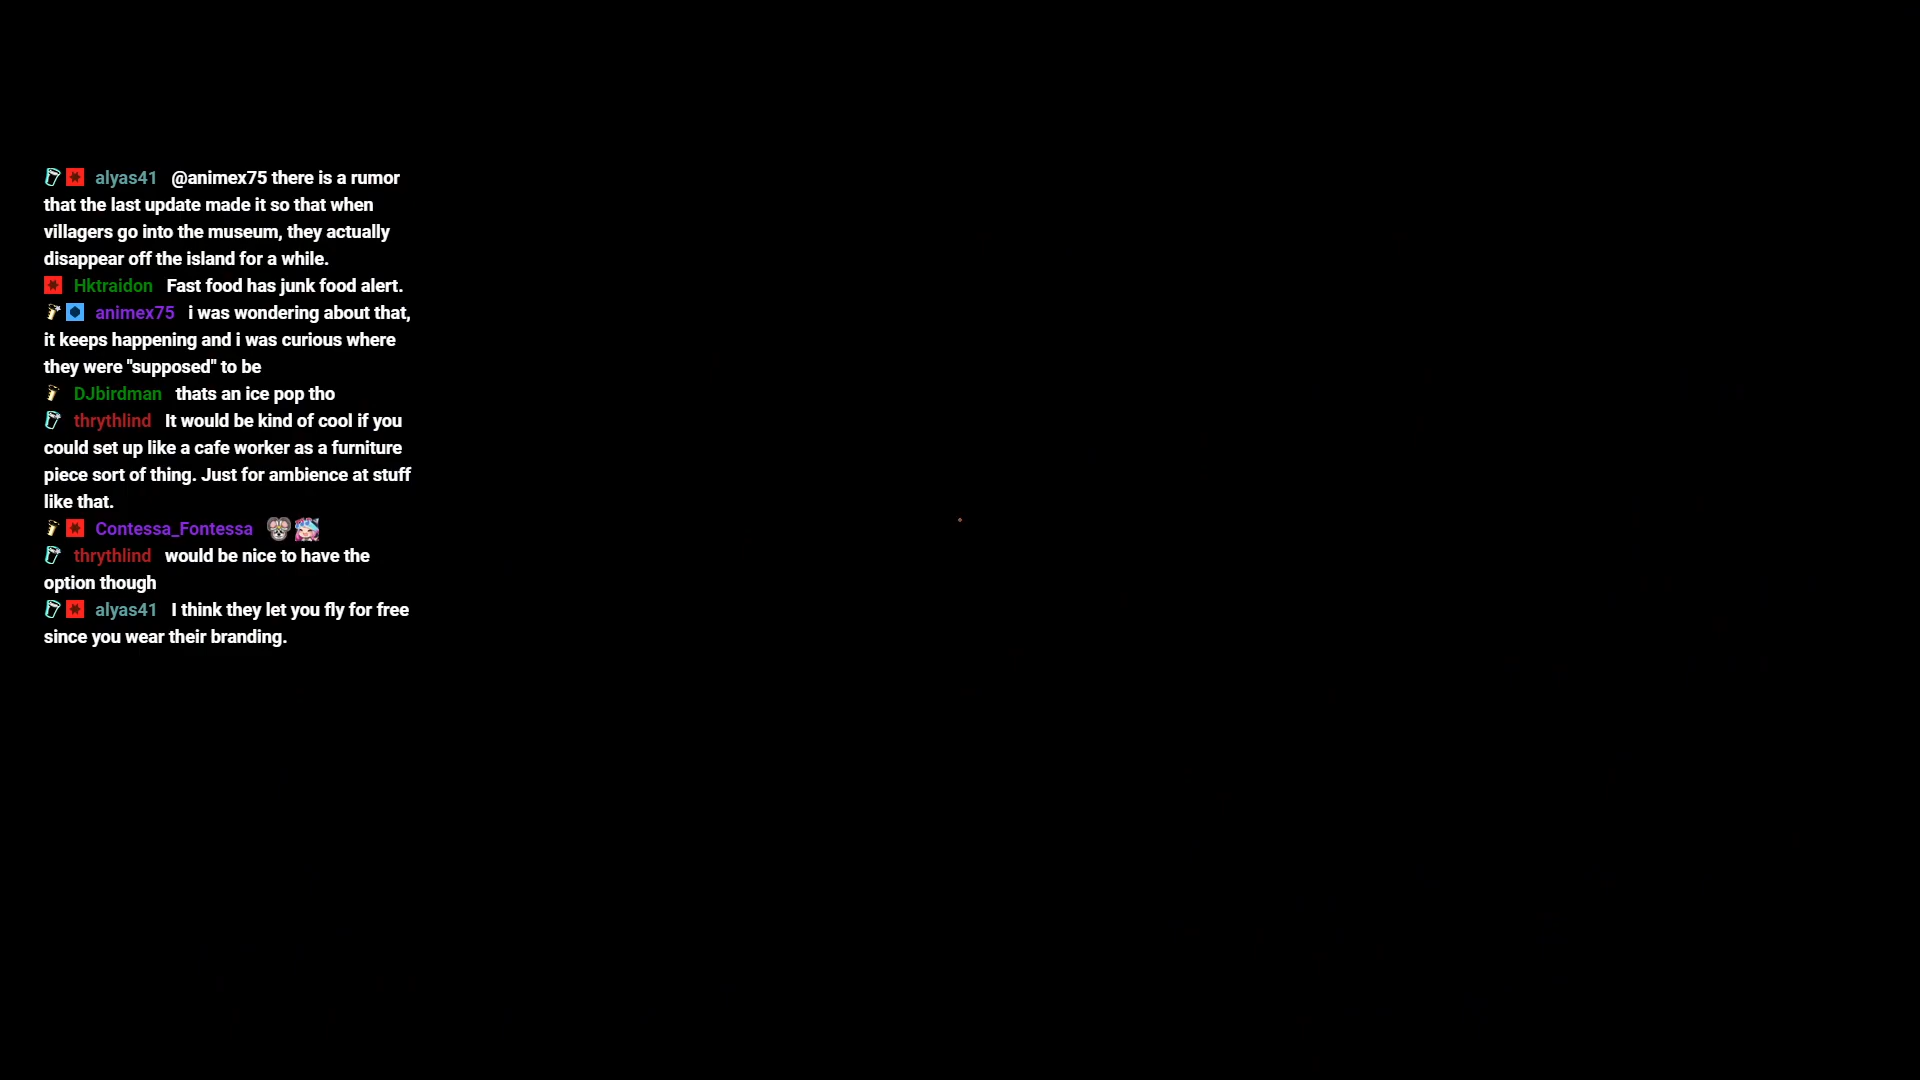 alyas41 @animex75 there is a rumor
that the last update made it so that when
villagers go into the museum, they actually
disappear off the island for a while.
Hktraidon Fast food has junk food alert.
animex75 i was wondering about that,
it keeps happening and i was curious where
they were "supposed" to be
DJbirdman thats an ice pop tho
thrythlind It would be kind of cool if you
could set up like a cafe worker as a furniture
piece sort of thing. Just for ambience at stuff
like that.
Contessa_Fontessa
thrythlind would be nice to have the
option though
alyas41 I think they let you fly for free
since you wear their branding.